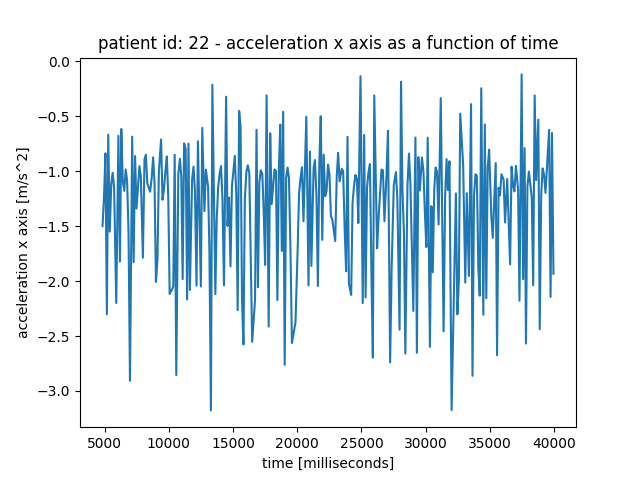 patient id: 22 - acceleration x axis as a function of time
acceleration x axis [m/s^2]
0.0
−0.5
−1.0
−1.5
−2.0
−2.5
−3.0
5000 10000 15000 20000 25000 30000 35000 40000
time [milliseconds]